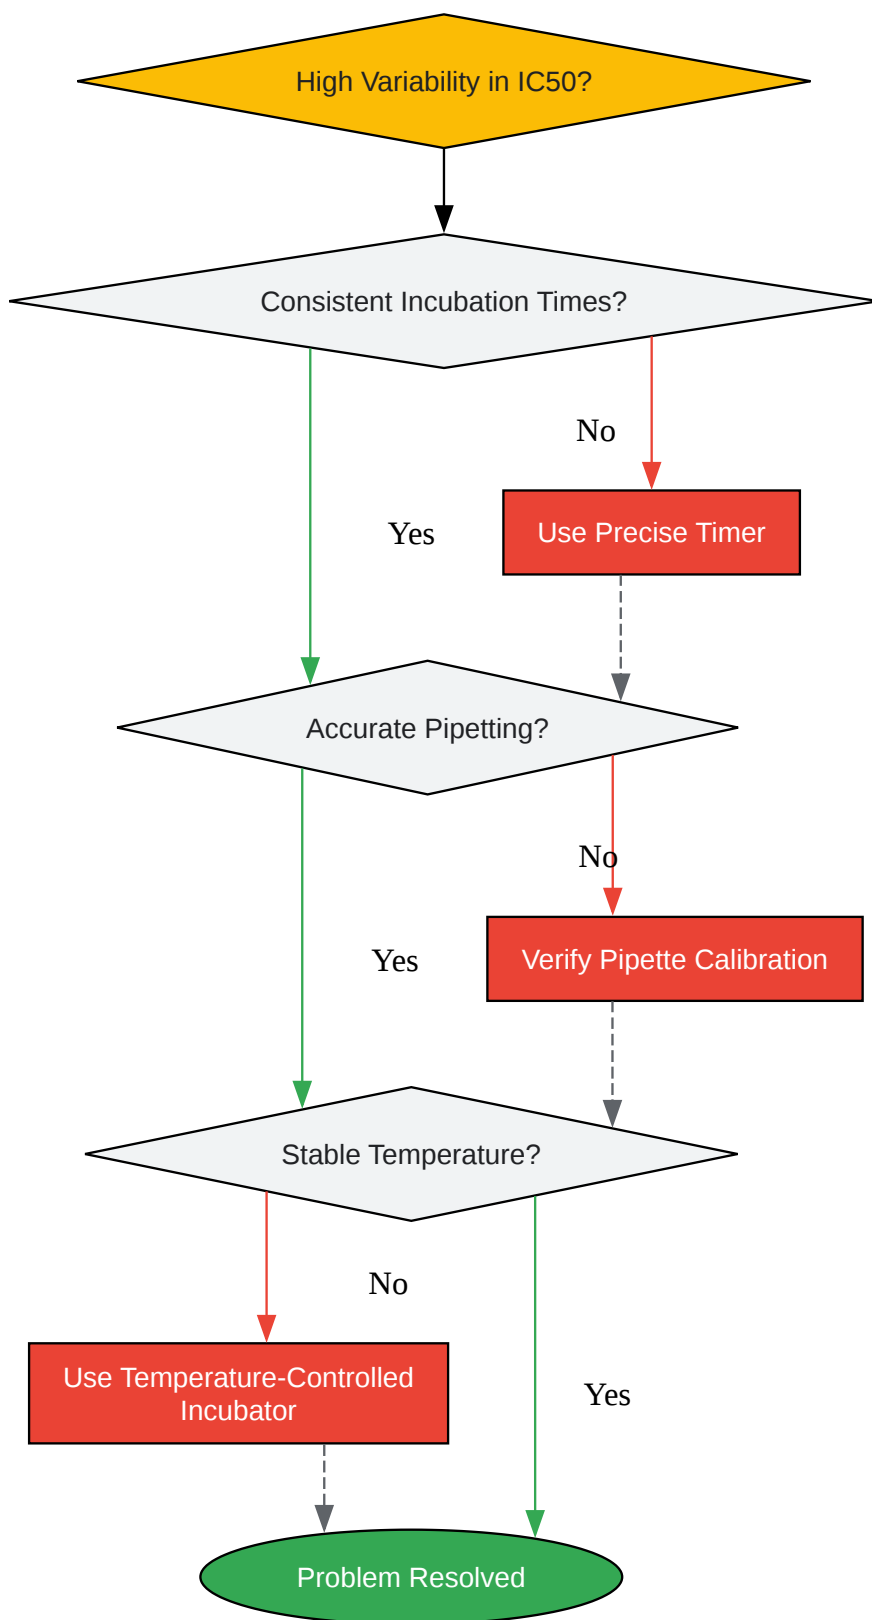 High Variability in IC50?
Consistent Incubation Times?
No
Yes
Use Precise Timer
Accurate Pipetting?
No
Yes
Verify Pipette Calibration
Stable Temperature?
No
Use Temperature-Controlled
Incubator
Yes
Problem Resolved